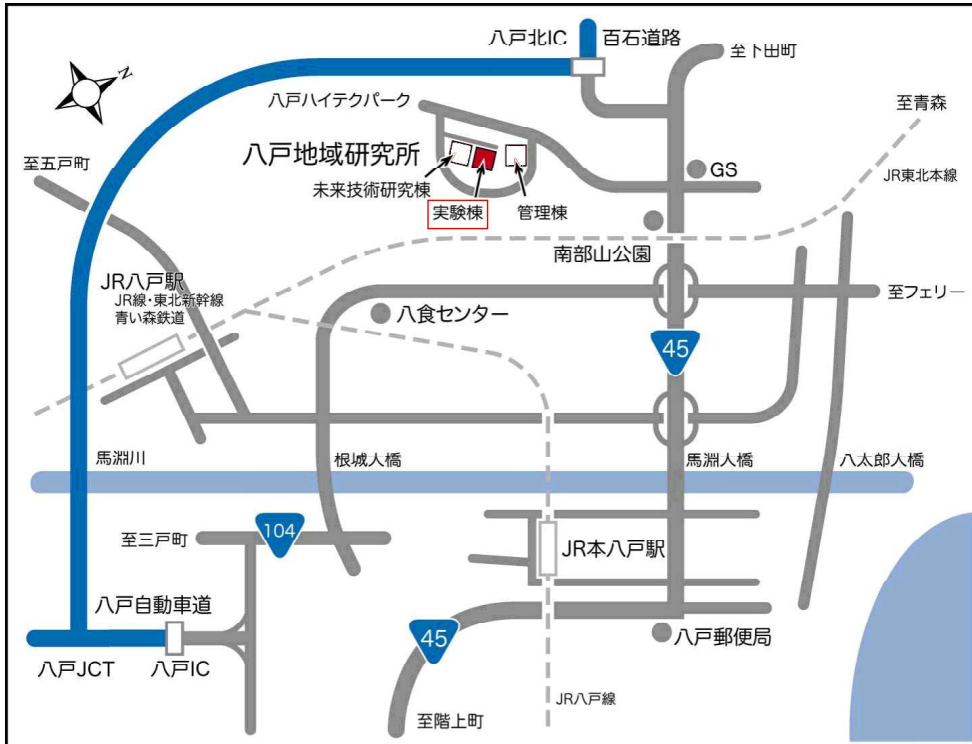 八戸北IC
百石道路
至下田町
N
八戸ハイテクパーク
至青森
八戸地域研究所
至五戸町
未来技術研究棟
GS
JR東北本線
実験棟
管理棟
南部山公園
JR八戸駅
JR線・東北新幹線
青い森鉄道
八食センター
至フェリー
45
馬淵川
根城大橋
馬淵大橋
八太郎大橋
104
至三戸町
JR本八戸駅
八戸自動車道
45
八戸郵便局
八戸JCT
八戸IC
至階上町
JR八戸線